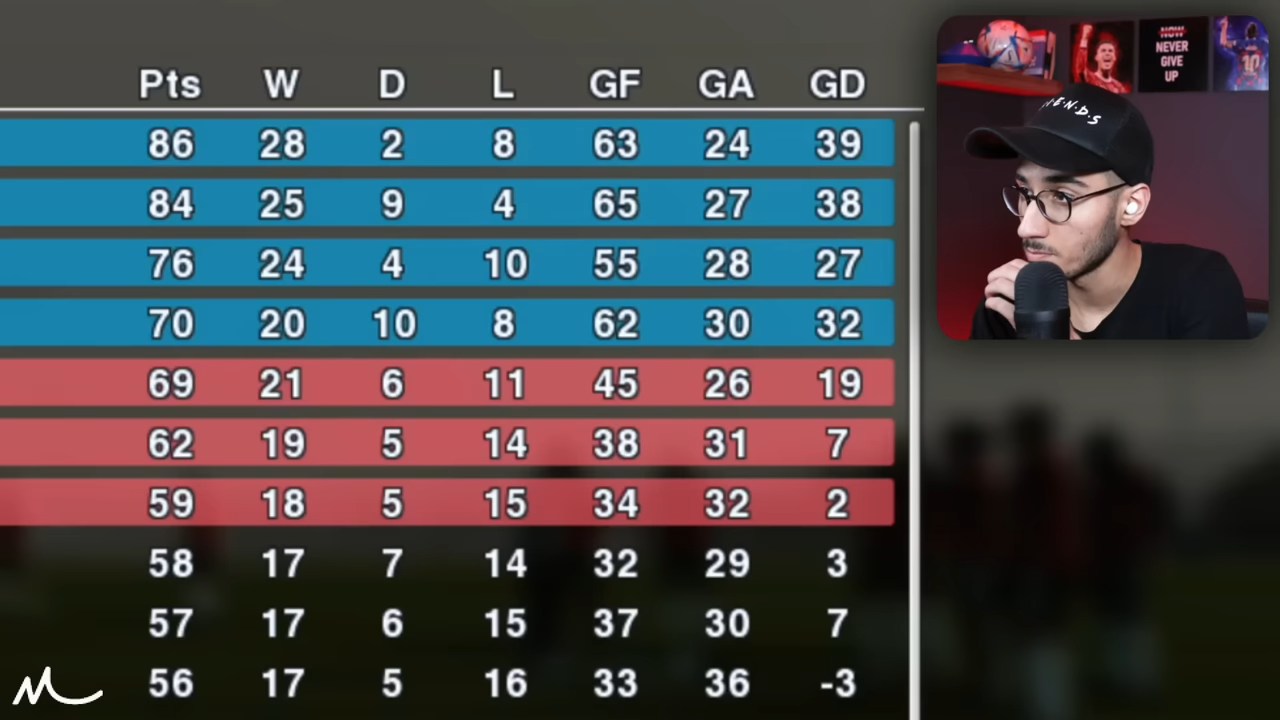 Pts W D L GF GA GD
86 28 2 8 63 24 39
84 25 9 4 65 27 38
76 24 4 10 55 28 27
70 20 10 8 62 30 32
69 21 6 11 45 26 19
62 19 5 14 38 31 7
59 18 5 15 34 32 2
58 17 7 14 32 29 3
57 17 6 15 37 30 7
56 17 5 16 33 36 -3
NOW
NEVER
GIVE
UP
10
E·N·D·S